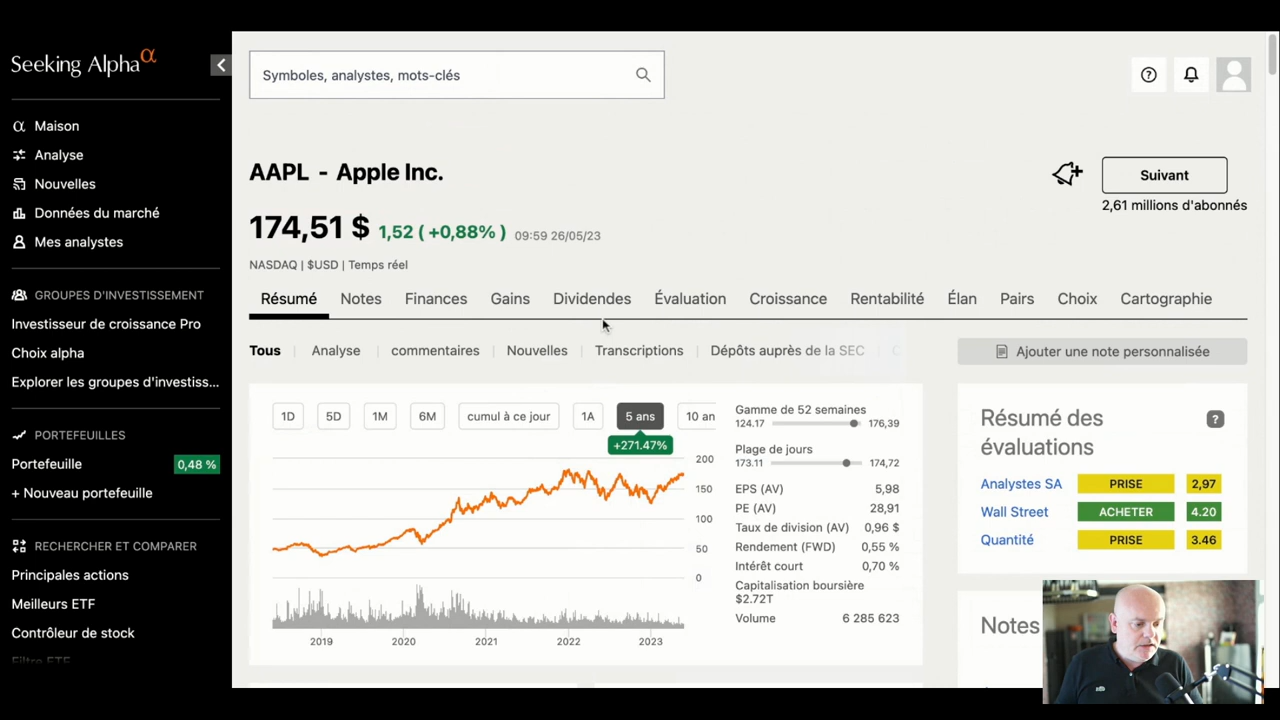 Seeking Alpha α
Symboles, analystes, mots-clés
Maison
Analyse
Nouvelles
Données du marché
Mes analystes
GROUPES D'INVESTISSEMENT
Investisseur de croissance Pro
Choix alpha
Explorer les groupes d'investiss...
PORTEFEUILLES
Portefeuille 0,48 %
+ Nouveau portefeuille
RECHERCHER ET COMPARER
Principales actions
Meilleurs ETF
Contrôleur de stock
Filtre ETF
AAPL - Apple Inc.
Suivant
2,61 millions d'abonnés
174,51 $ 1,52 ( +0,88% ) 09:59 26/05/23
NASDAQ | $USD | Temps réel
Résumé Notes Finances Gains Dividendes Évaluation Croissance Rentabilité Élan Pairs Choix Cartographie
Tous | Analyse | commentaires | Nouvelles | Transcriptions | Dépôts auprès de la SEC | C
Ajouter une note personnalisée
1D 5D 1M 6M cumul à ce jour 1A 5 ans 10 an
+271.47%
200
150
100
50
0
2019 2020 2021 2022 2023
Gamme de 52 semaines
124.17 176,39
Plage de jours
173.11 174,72
EPS (AV) 5,98
PE (AV) 28,91
Taux de division (AV) 0,96 $
Rendement (FWD) 0,55 %
Intérêt court 0,70 %
Capitalisation boursière
$2.72T
Volume 6 285 623
Résumé des
évaluations ?
Analystes SA PRISE 2,97
Wall Street ACHETER 4.20
Quantité PRISE 3.46
Notes